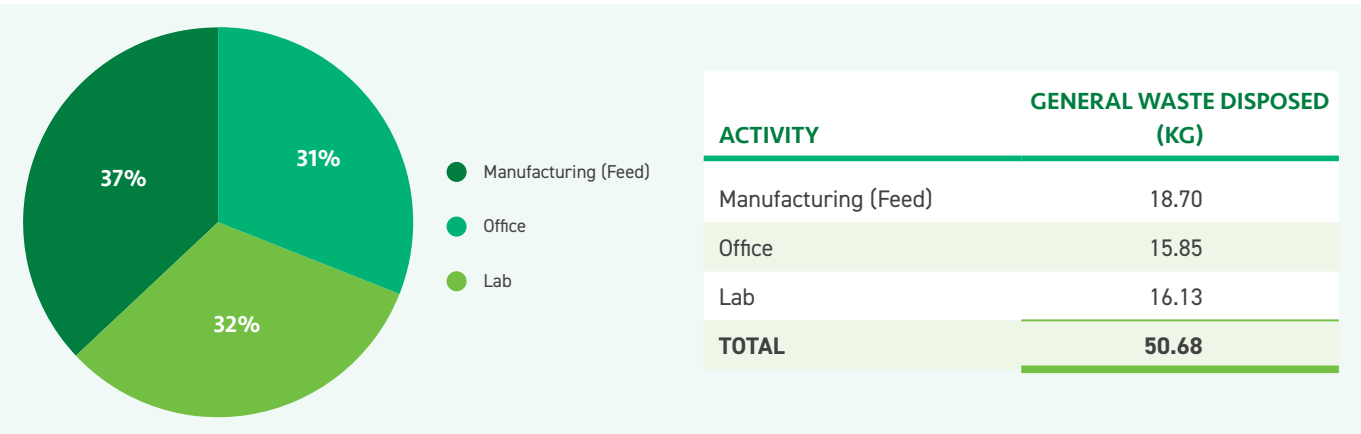 37%
31%
32%
Manufacturing (Feed)
Office
Lab
ACTIVITY
GENERAL WASTE DISPOSED
(KG)
Manufacturing (Feed) 18.70
Office 15.85
Lab 16.13
TOTAL 50.68